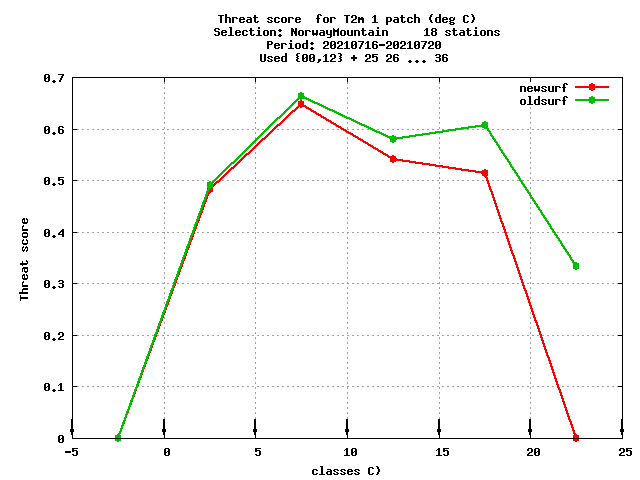 Threat score  for T2m 1 patch (deg C)
Selection: NorwayMountain     18 stations
Period: 20210716-20210720
Used {00,12} + 25 26 ... 36
newsurf
oldsurf
0.7
0.6
0.5
0.4
0.3
0.2
0.1
0
Threat score
-5 0 5 10 15 20 25
classes C)